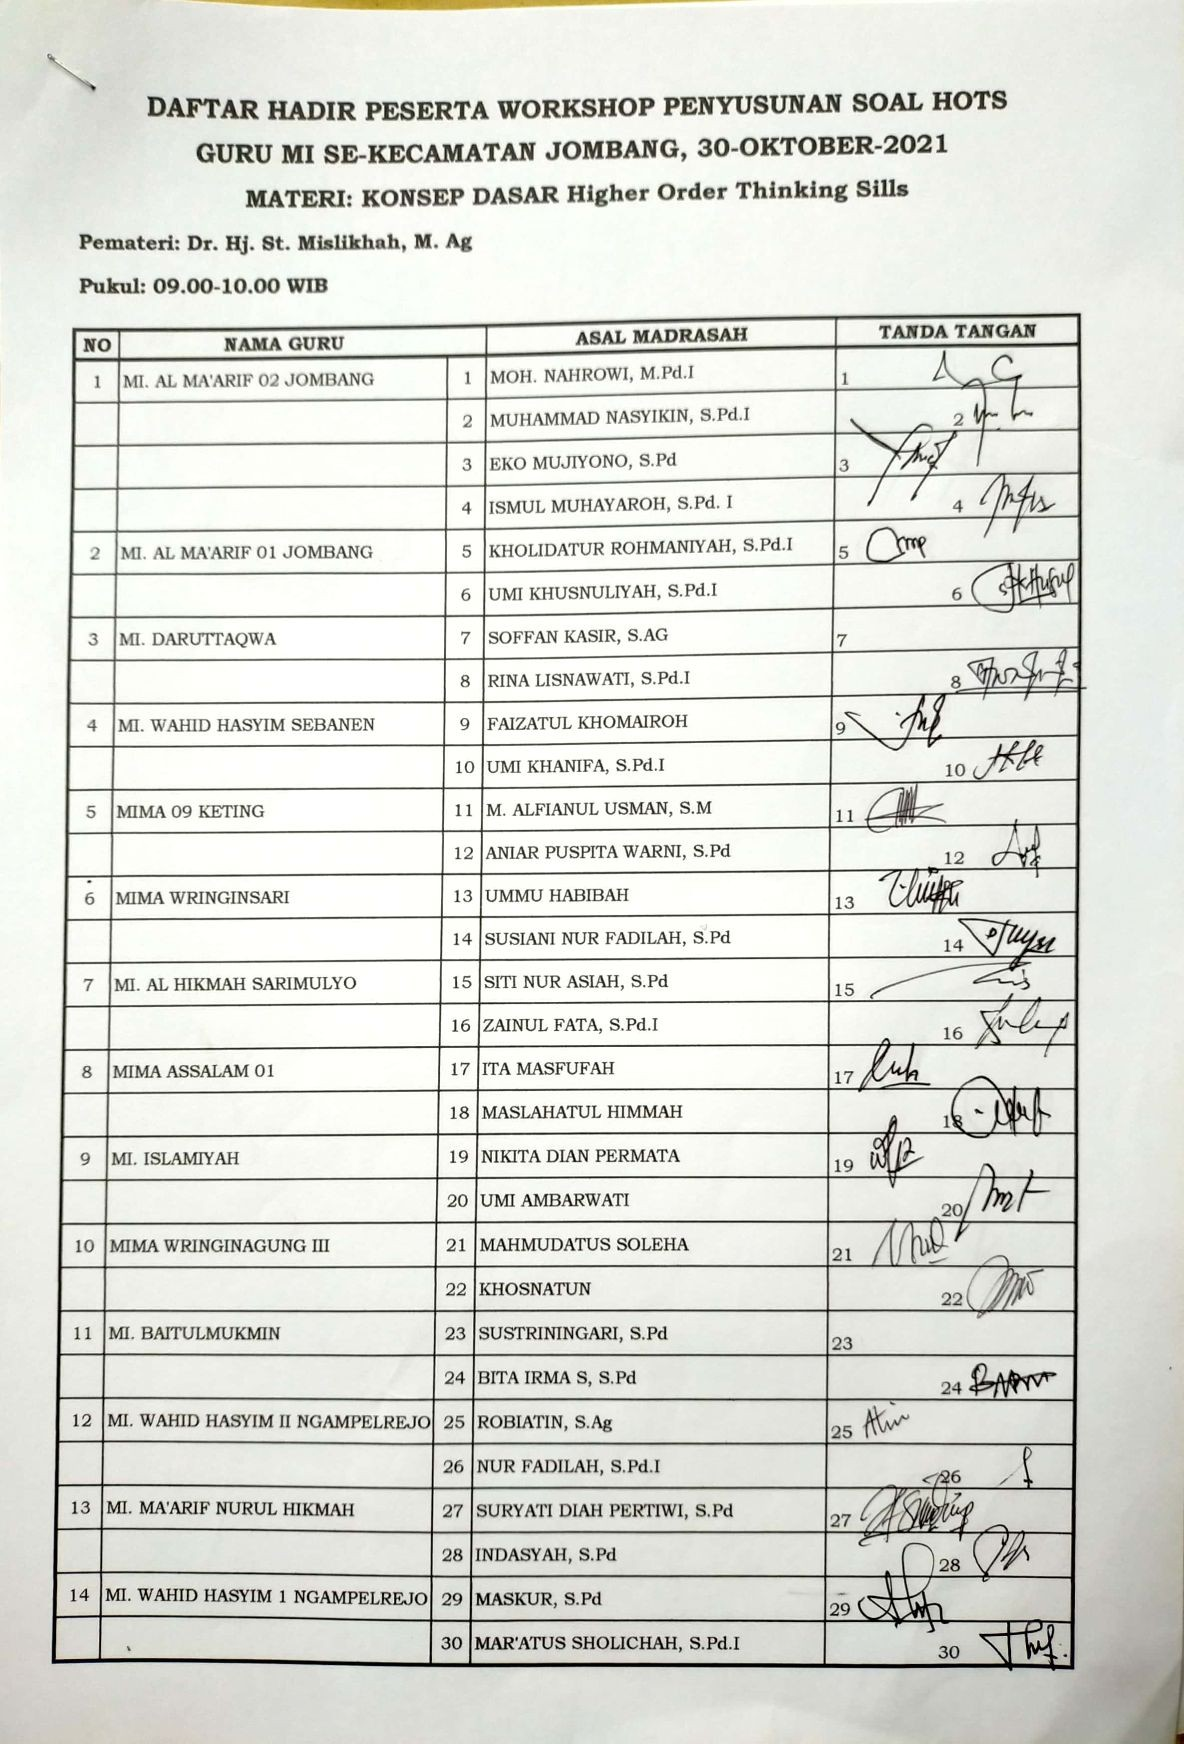 DAFTAR HADIR PESERTA WORKSHOP PENYUSUNAN SOAL HOTS
GURU MI SE-KECAMATAN JOMBANG, 30-OKTOBER-2021
MATERI: KONSEP DASAR Higher Order Thinking Sills
Pemateri: Dr. Hj. St. Mislikhah, M. Ag
Pukul: 09.00-10.00 WIB
NO NAMA GURU ASAL MADRASAH TANDA TANGAN
1 MI. AL MA'ARIF 02 JOMBANG 1 MOH. NAHROWI, M.Pd.I 1
2 MUHAMMAD NASYIKIN, S.Pd.I 2
3 EKO MUJIYONO, S.Pd 3
4 ISMUL MUHAYAROH, S.Pd. I 4
2 MI. AL MA'ARIF 01 JOMBANG 5 KHOLIDATUR ROHMANIYAH, S.Pd.I 5
6 UMI KHUSNULIYAH, S.Pd.I 6
3 MI. DARUTTAQWA 7 SOFFAN KASIR, S.AG 7
8 RINA LISNAWATI, S.Pd.I 8
4 MI. WAHID HASYIM SEBANEN 9 FAIZATUL KHOMAIROH 9
10 UMI KHANIFA, S.Pd.I 10
5 MIMA 09 KETING 11 M. ALFIANUL USMAN, S.M 11
12 ANIAR PUSPITA WARNI, S.Pd 12
6 MIMA WRINGINSARI 13 UMMU HABIBAH 13
14 SUSIANI NUR FADILAH, S.Pd 14
7 MI. AL HIKMAH SARIMULYO 15 SITI NUR ASIAH, S.Pd 15
16 ZAINUL FATA, S.Pd.I 16
8 MIMA ASSALAM 01 17 ITA MASFUFAH 17
18 MASLAHATUL HIMMAH 18
9 MI. ISLAMIYAH 19 NIKITA DIAN PERMATA 19
20 UMI AMBARWATI 20
10 MIMA WRINGINAGUNG III 21 MAHMUDATUS SOLEHA 21
22 KHOSNATUN 22
11 MI. BAITULMUKMIN 23 SUSTRININGARI, S.Pd 23
24 BITA IRMA S, S.Pd 24
12 MI. WAHID HASYIM II NGAMPELREJO 25 ROBIATIN, S.Ag 25
26 NUR FADILAH, S.Pd.I 26
13 MI. MA'ARIF NURUL HIKMAH 27 SURYATI DIAH PERTIWI, S.Pd 27
28 INDASYAH, S.Pd 28
14 MI. WAHID HASYIM 1 NGAMPELREJO 29 MASKUR, S.Pd 29
30 MAR'ATUS SHOLICHAH, S.Pd.I 30